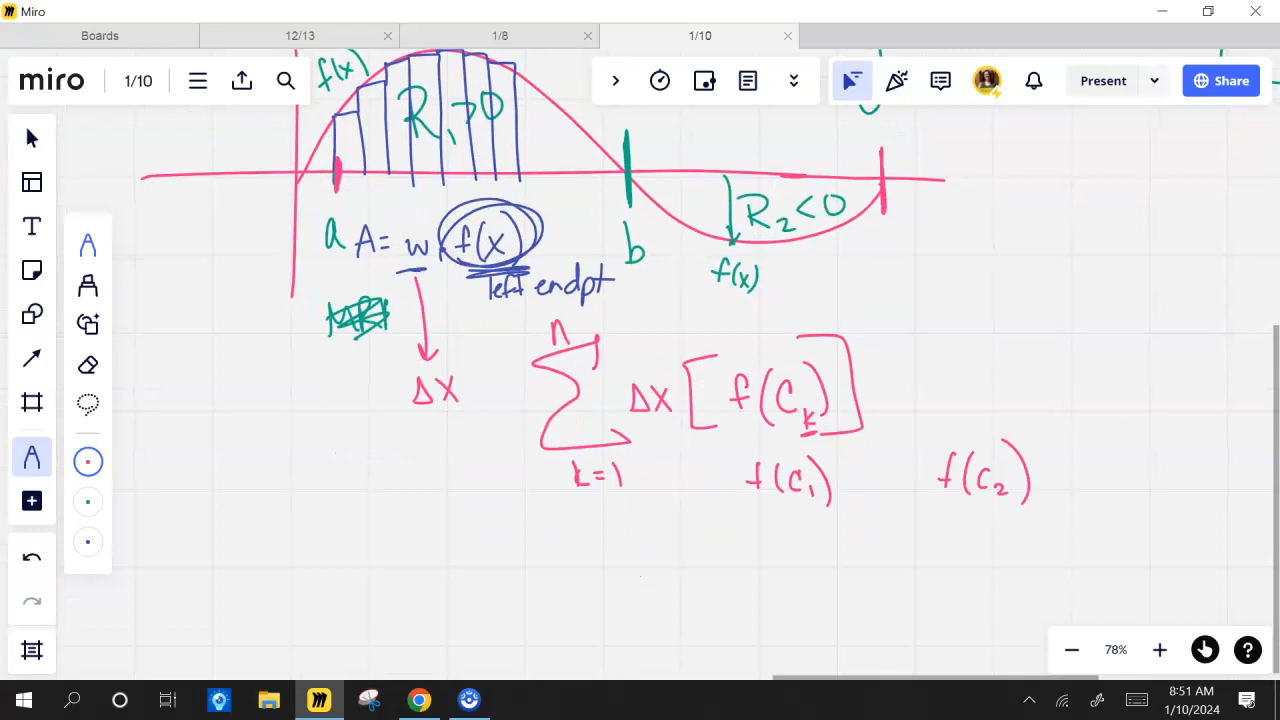 Miro
Boards
12/13
1/8
1/10
miro
1/10
Present
Share
f(x)
R₁>0
R₂<0
a
A= w · f(x)
b
left endpt
f(x)
n
Σ ΔX [ f(Cₖ) ]
k=1
ΔX
f(C₁)
f(C₂)
78%
8:51 AM
1/10/2024